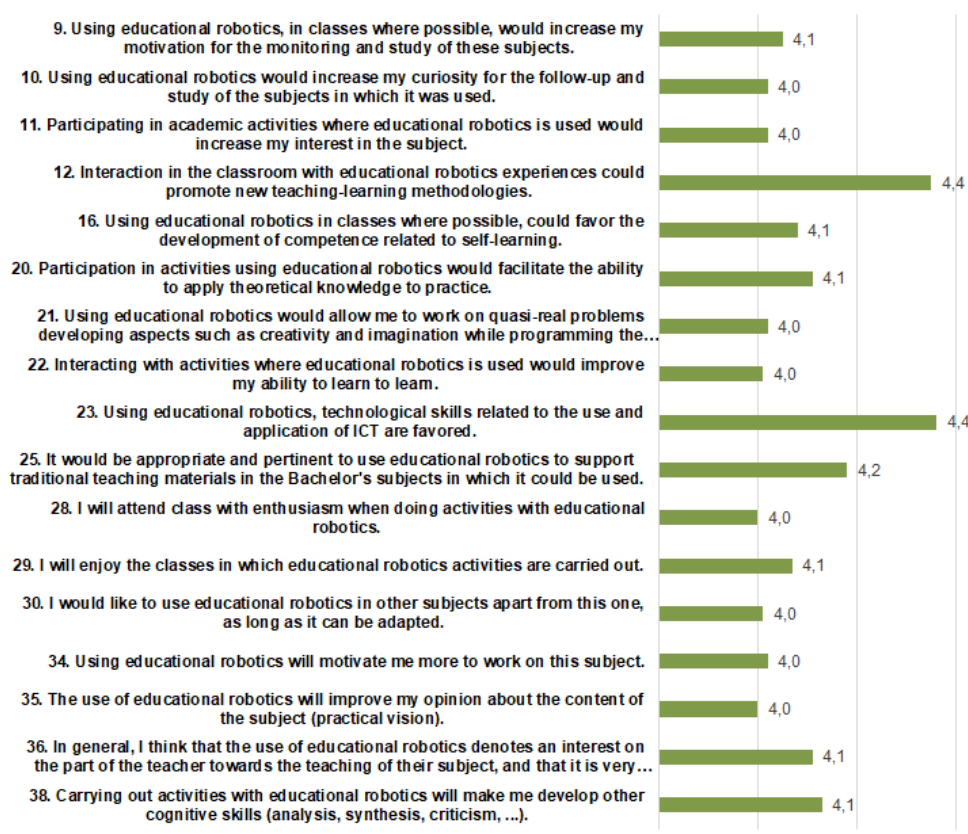 9. Using educational robotics, in classes where possible, would increase my
motivation for the monitoring and study of these subjects.
4,1
10. Using educational robotics would increase my curiosity for the follow-up and
study of the subjects in which it was used.
4,0
11. Participating in academic activities where educational robotics is used would
increase my interest in the subject.
4,0
12. Interaction in the classroom with educational robotics experiences could
promote new teaching-learning methodologies.
4,4
16. Using educational robotics in classes where possible, could favor the
development of competence related to self-learning.
4,1
20. Participation in activities using educational robotics would facilitate the ability
to apply theoretical knowledge to practice.
4,1
21. Using educational robotics would allow me to work on quasi-real problems
developing aspects such as creativity and imagination while programming the...
4,0
22. Interacting with activities where educational robotics is used would improve
my ability to learn to learn.
4,0
23. Using educational robotics, technological skills related to the use and
application of ICT are favored.
4,4
25. It would be appropriate and pertinent to use educational robotics to support
traditional teaching materials in the Bachelor's subjects in which it could be used.
4,2
28. I will attend class with enthusiasm when doing activities with educational
robotics.
4,0
29. I will enjoy the classes in which educational robotics activities are carried out.
4,1
30. I would like to use educational robotics in other subjects apart from this one,
as long as it can be adapted.
4,0
34. Using educational robotics will motivate me more to work on this subject.
4,0
35. The use of educational robotics will improve my opinion about the content of
the subject (practical vision).
4,0
36. In general, I think that the use of educational robotics denotes an interest on
the part of the teacher towards the teaching of their subject, and that it is very...
4,1
38. Carrying out activities with educational robotics will make me develop other
cognitive skills (analysis, synthesis, criticism, ...).
4,1